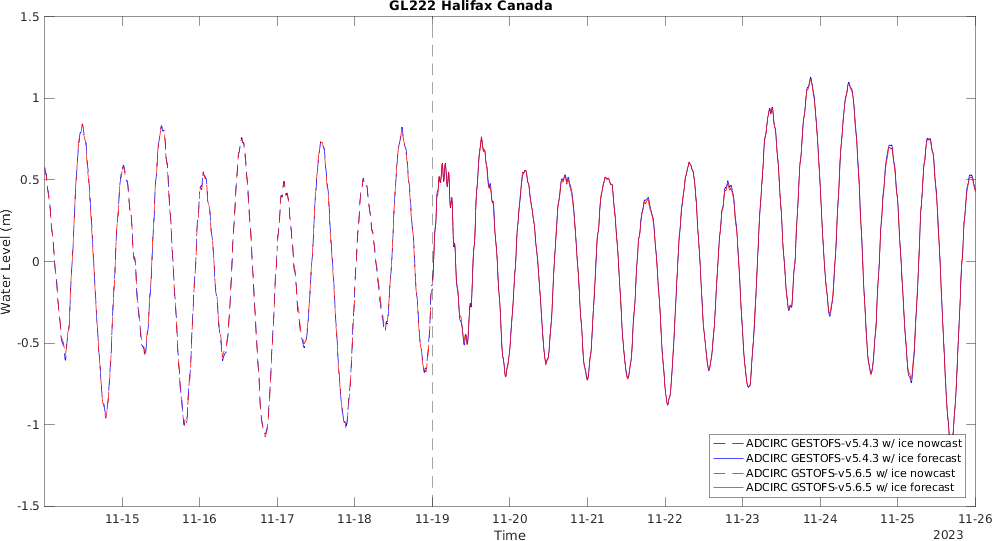 GL222 Halifax Canada
1.5
1
0.5
0
-0.5
-1
-1.5
Water Level (m)
ADCIRC GESTOFS-v5.4.3 w/ ice nowcast
ADCIRC GESTOFS-v5.4.3 w/ ice forecast
ADCIRC GSTOFS-v5.6.5 w/ ice nowcast
ADCIRC GSTOFS-v5.6.5 w/ ice forecast
11-15 11-16 11-17 11-18 11-19 11-20 11-21 11-22 11-23 11-24 11-25 11-26
Time
2023